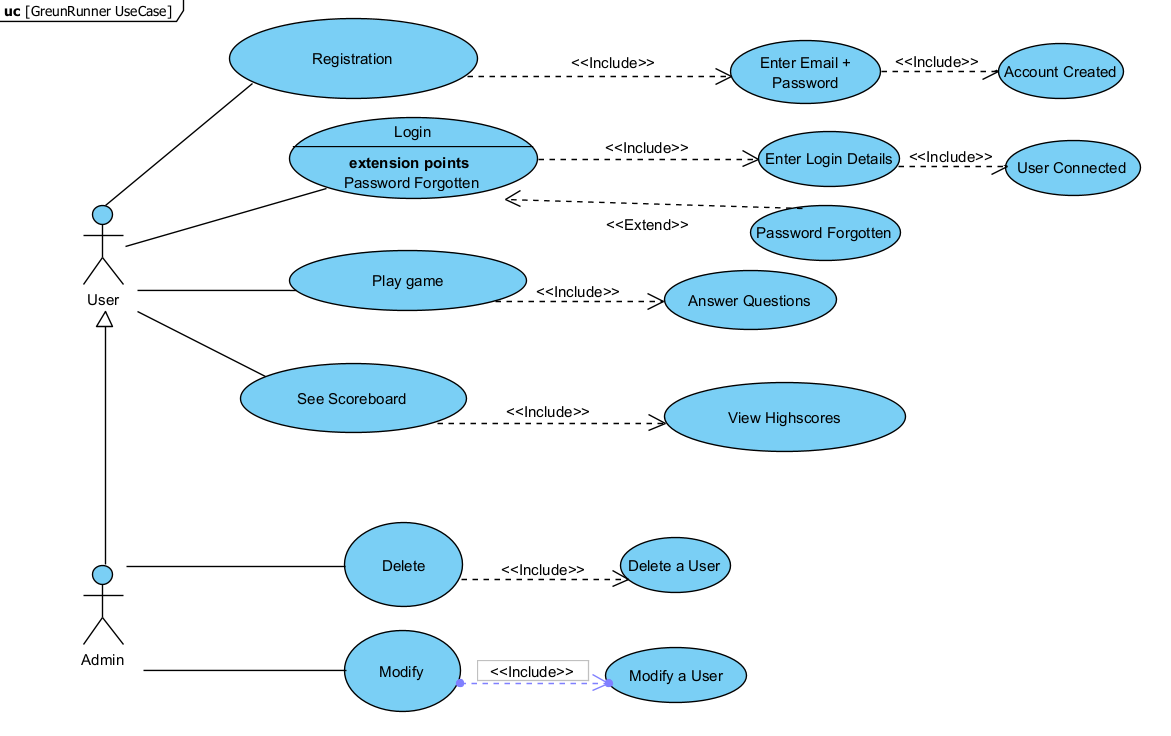 uc [GreunRunner UseCase]
Registration
<<Include>>
Enter Email +
Password
<<Include>>
Account Created
Login
extension points
Password Forgotten
<<Include>>
Enter Login Details
<<Include>>
User Connected
<<Extend>>
Password Forgotten
User
Play game
<<Include>>
Answer Questions
See Scoreboard
<<Include>>
View Highscores
Delete
<<Include>>
Delete a User
Admin
Modify
<<Include>>
Modify a User